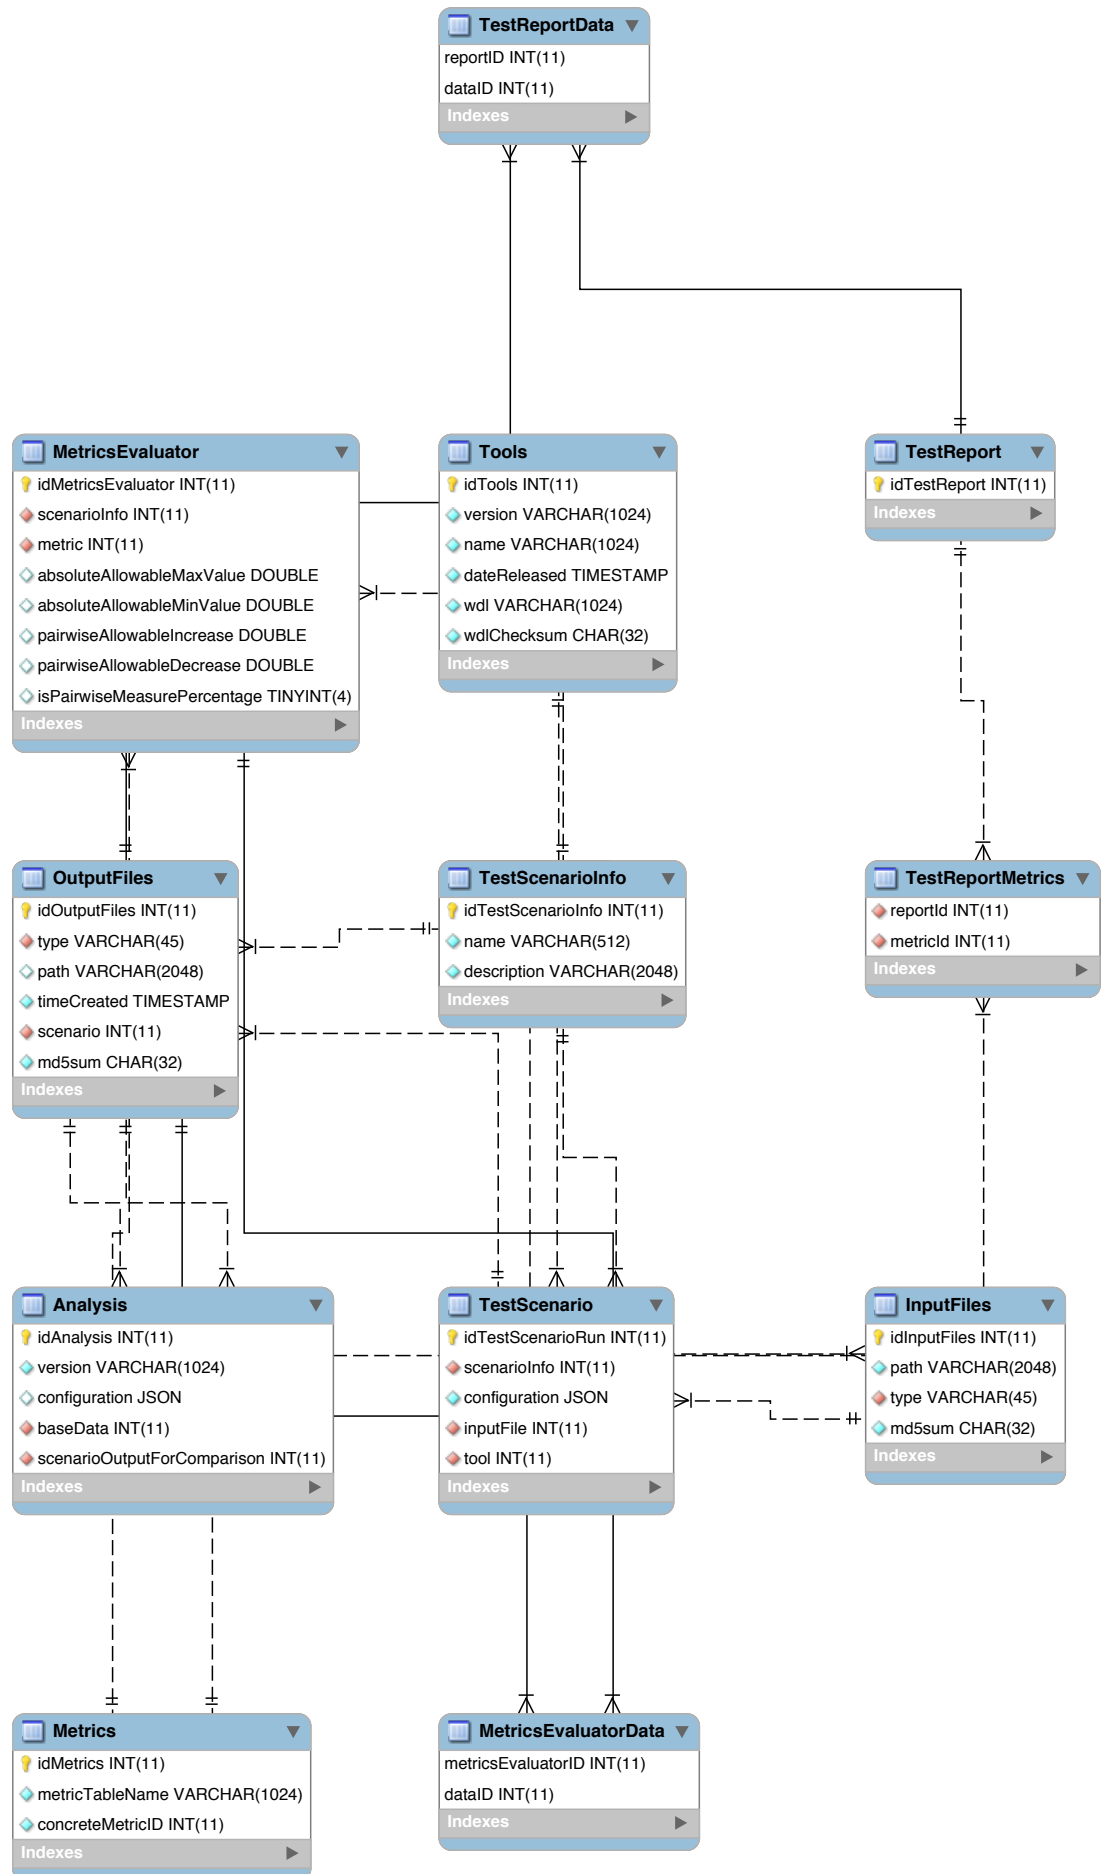 TestReportData
reportID INT(11)
dataID INT(11)
Indexes
MetricsEvaluator
idMetricsEvaluator INT(11)
scenarioInfo INT(11)
metric INT(11)
absoluteAllowableMaxValue DOUBLE
absoluteAllowableMinValue DOUBLE
pairwiseAllowableIncrease DOUBLE
pairwiseAllowableDecrease DOUBLE
isPairwiseMeasurePercentage TINYINT(4)
Indexes
Tools
idTools INT(11)
version VARCHAR(1024)
name VARCHAR(1024)
dateReleased TIMESTAMP
wdl VARCHAR(1024)
wdlChecksum CHAR(32)
Indexes
TestReport
idTestReport INT(11)
Indexes
OutputFiles
idOutputFiles INT(11)
type VARCHAR(45)
path VARCHAR(2048)
timeCreated TIMESTAMP
scenario INT(11)
md5sum CHAR(32)
Indexes
TestScenarioInfo
idTestScenarioInfo INT(11)
name VARCHAR(512)
description VARCHAR(2048)
Indexes
TestReportMetrics
reportId INT(11)
metricId INT(11)
Indexes
Analysis
idAnalysis INT(11)
version VARCHAR(1024)
configuration JSON
baseData INT(11)
scenarioOutputForComparison INT(11)
Indexes
TestScenario
idTestScenarioRun INT(11)
scenarioInfo INT(11)
configuration JSON
inputFile INT(11)
tool INT(11)
Indexes
InputFiles
idInputFiles INT(11)
path VARCHAR(2048)
type VARCHAR(45)
md5sum CHAR(32)
Indexes
Metrics
idMetrics INT(11)
metricTableName VARCHAR(1024)
concreteMetricID INT(11)
Indexes
MetricsEvaluatorData
metricsEvaluatorID INT(11)
dataID INT(11)
Indexes